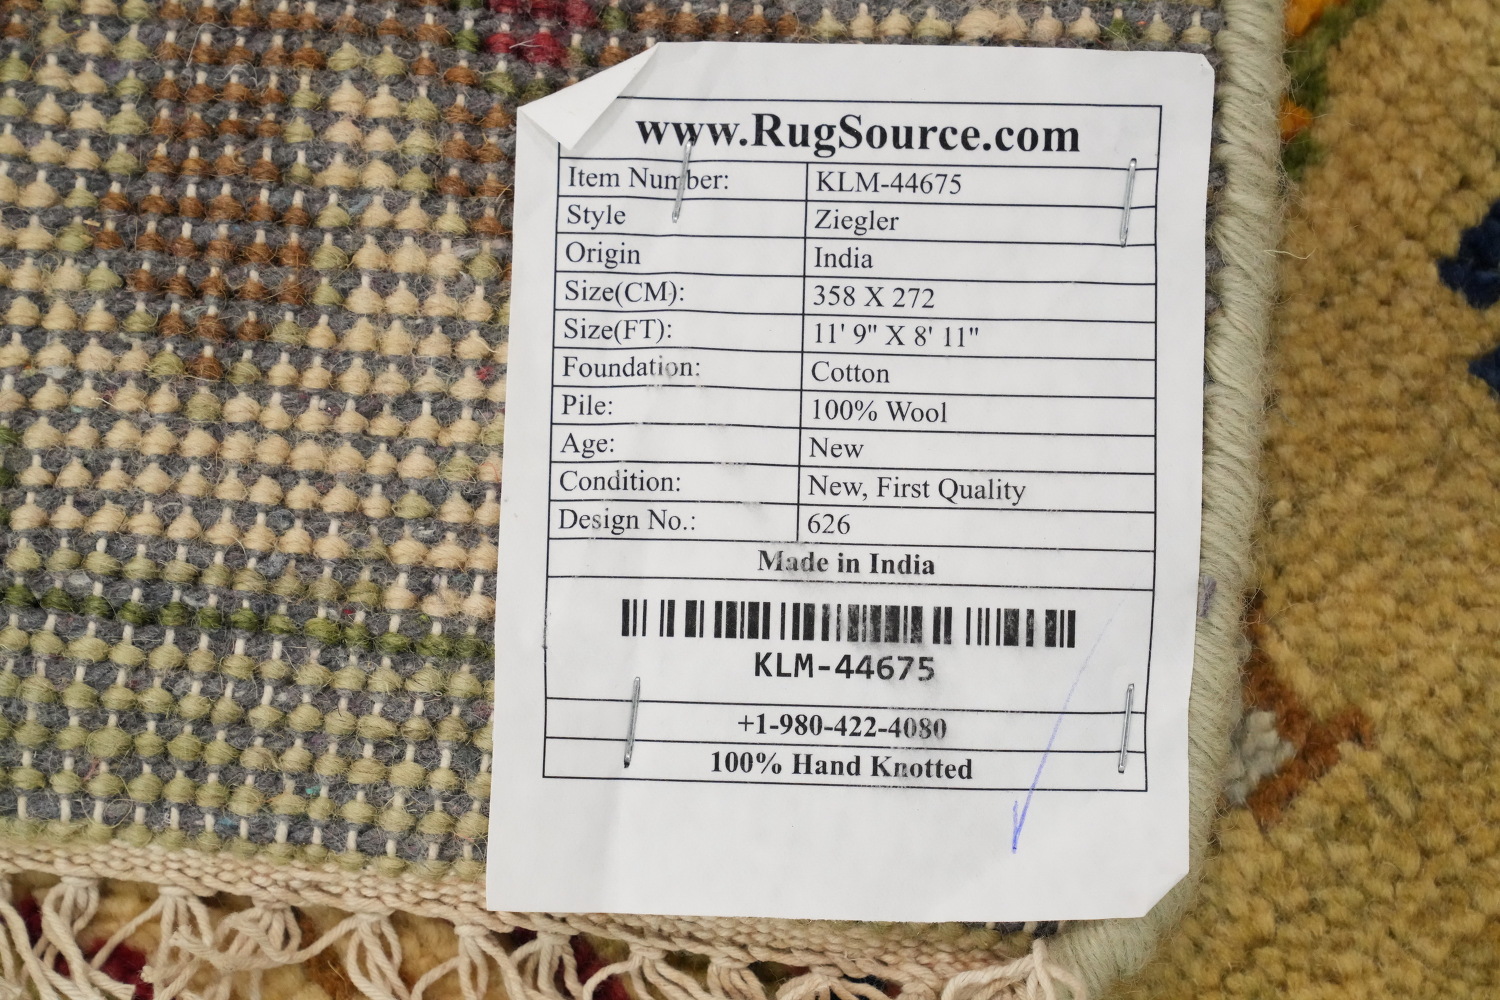 www.RugSource.com
Item Number: KLM-44675
Style Ziegler
Origin India
Size(CM): 358 X 272
Size(FT): 11' 9" X 8' 11"
Foundation: Cotton
Pile: 100% Wool
Age: New
Condition: New, First Quality
Design No.: 626
Made in India
KLM-44675
+1-980-422-4080
100% Hand Knotted